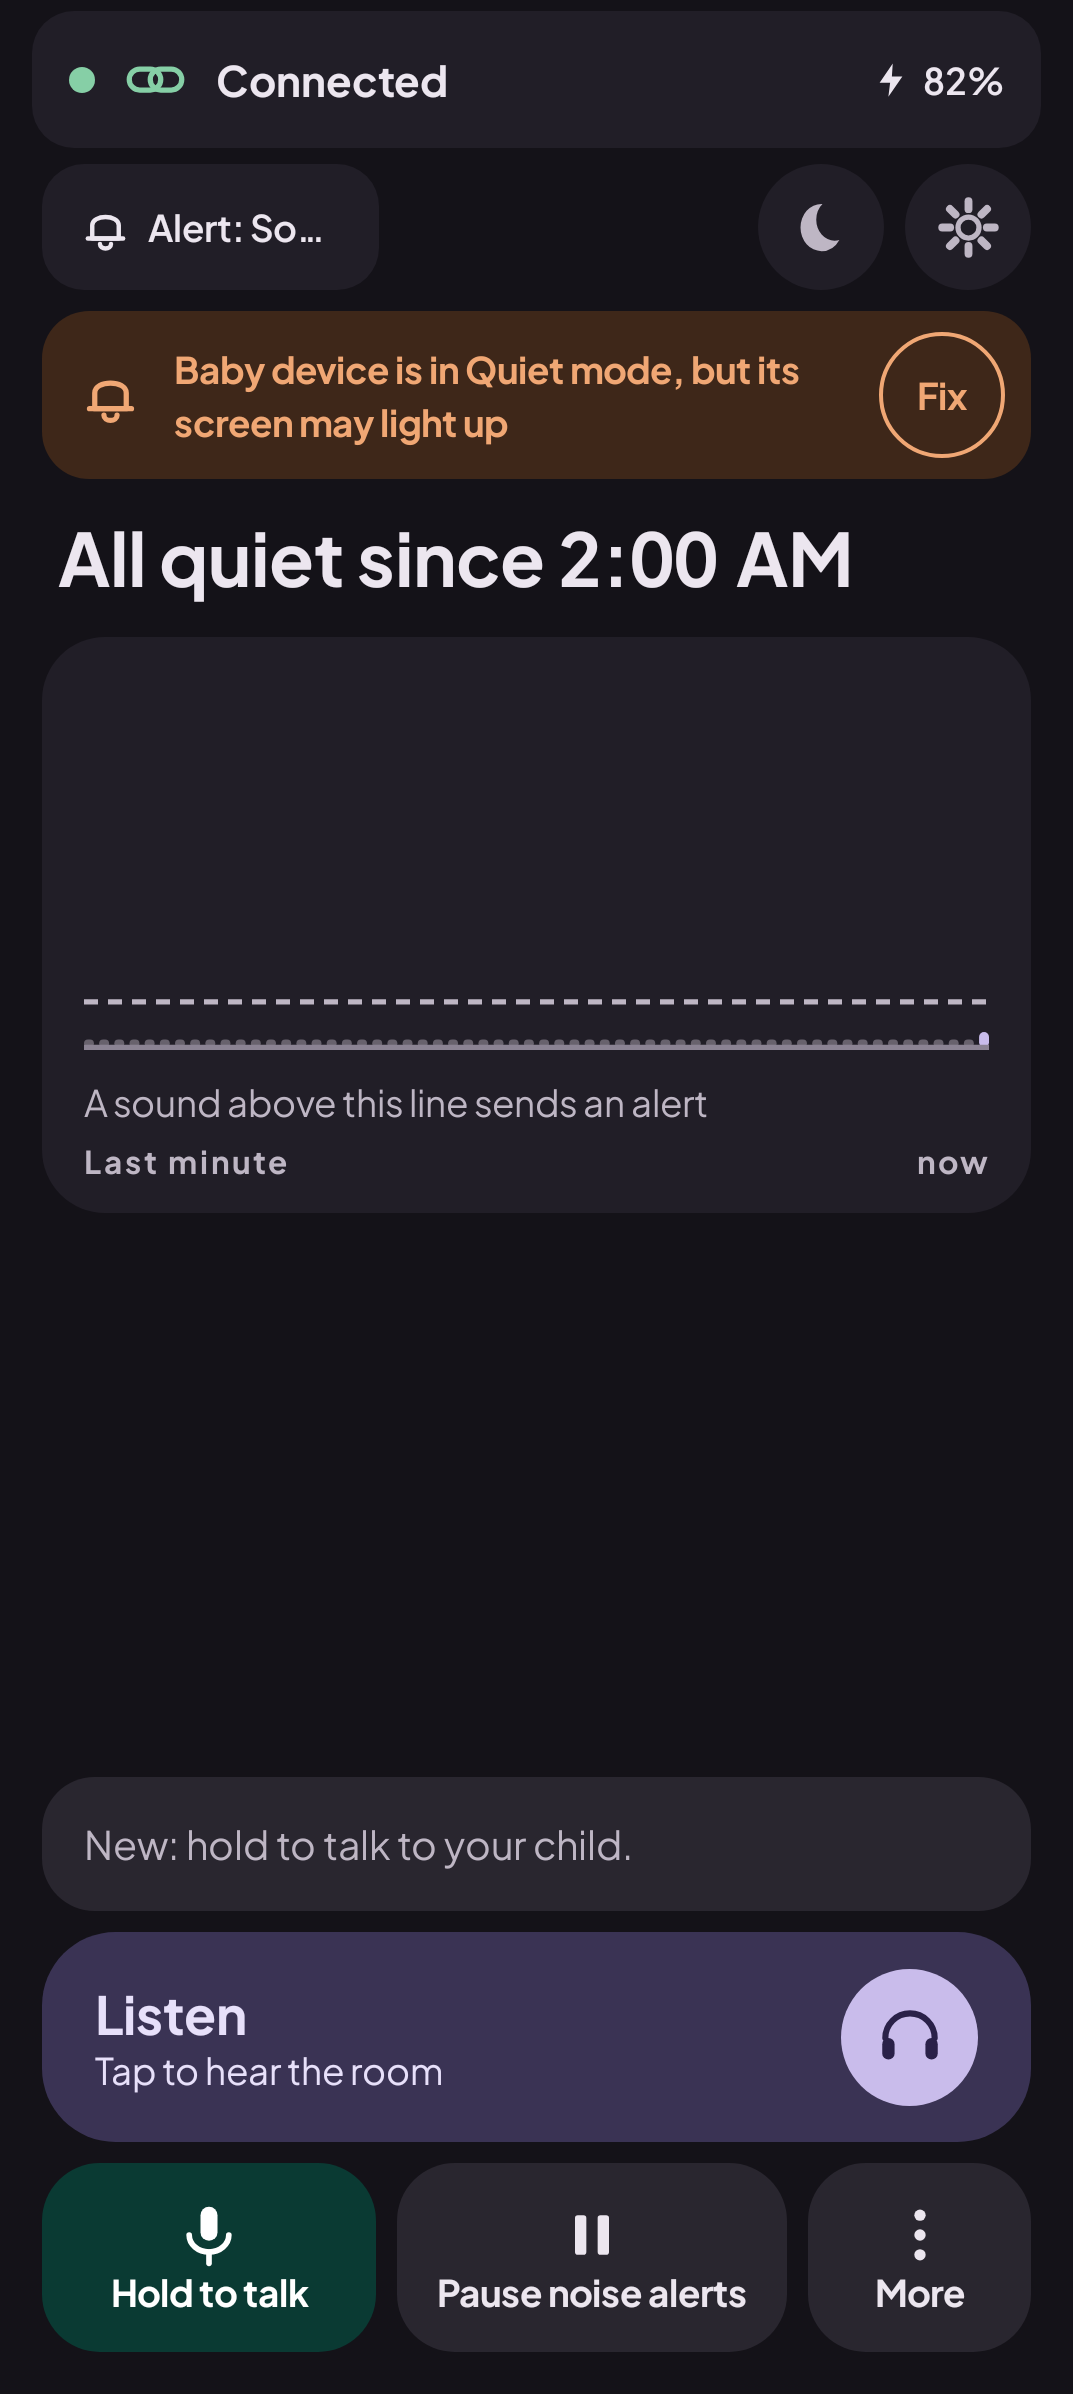 Connected
82%
Alert: So...
Baby device is in Quiet mode, but its
screen may light up
Fix
All quiet since 2:00 AM
A sound above this line sends an alert
Last minute
now
New: hold to talk to your child.
Listen
Tap to hear the room
Hold to talk
Pause noise alerts
More